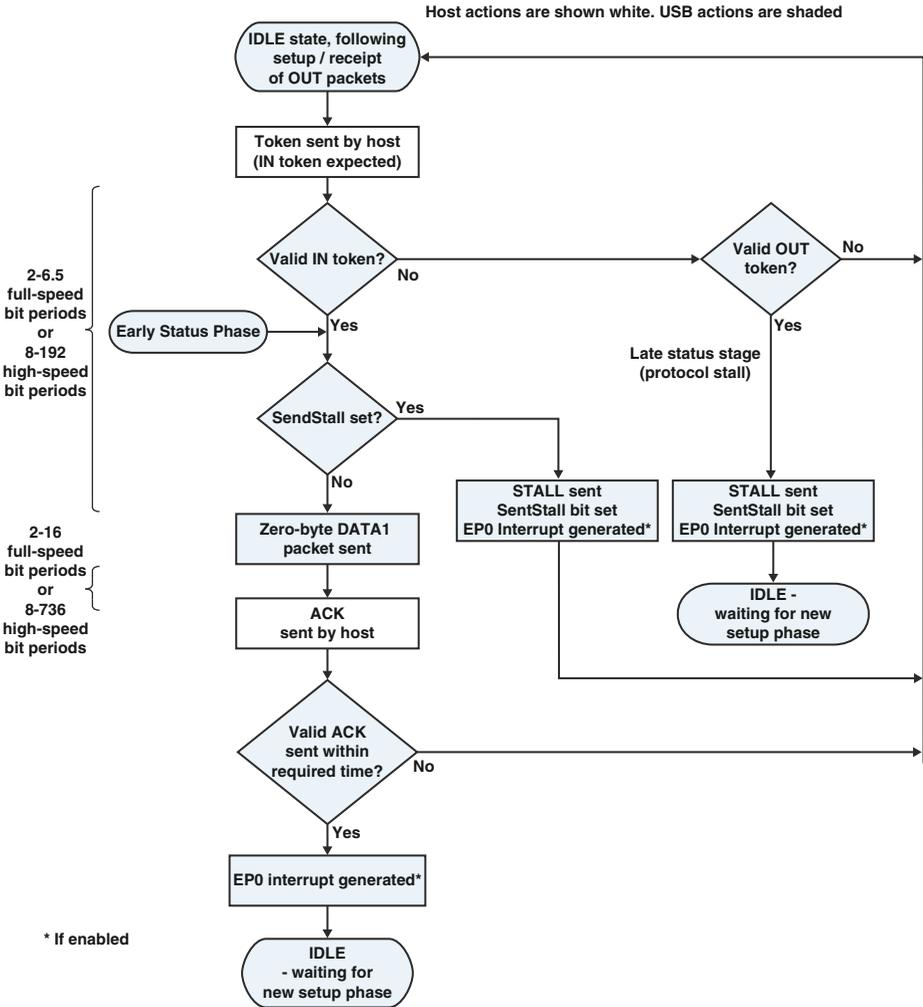 Host actions are shown white. USB actions are shaded
IDLE state, following
setup / receipt
of OUT packets
Token sent by host
(IN token expected)
Valid IN token?
No
Yes
Valid OUT
token?
No
Yes
2-6.5
full-speed
bit periods
or
8-192
high-speed
bit periods
Early Status Phase
Late status stage
(protocol stall)
SendStall set?
Yes
No
STALL sent
SentStall bit set
EP0 Interrupt generated*
STALL sent
SentStall bit set
EP0 Interrupt generated*
Zero-byte DATA1
packet sent
2-16
full-speed
bit periods
or
8-736
high-speed
bit periods
IDLE -
waiting for new
setup phase
ACK
sent by host
Valid ACK
sent within
required time?
No
Yes
EP0 interrupt generated*
* If enabled
IDLE
- waiting for
new setup phase